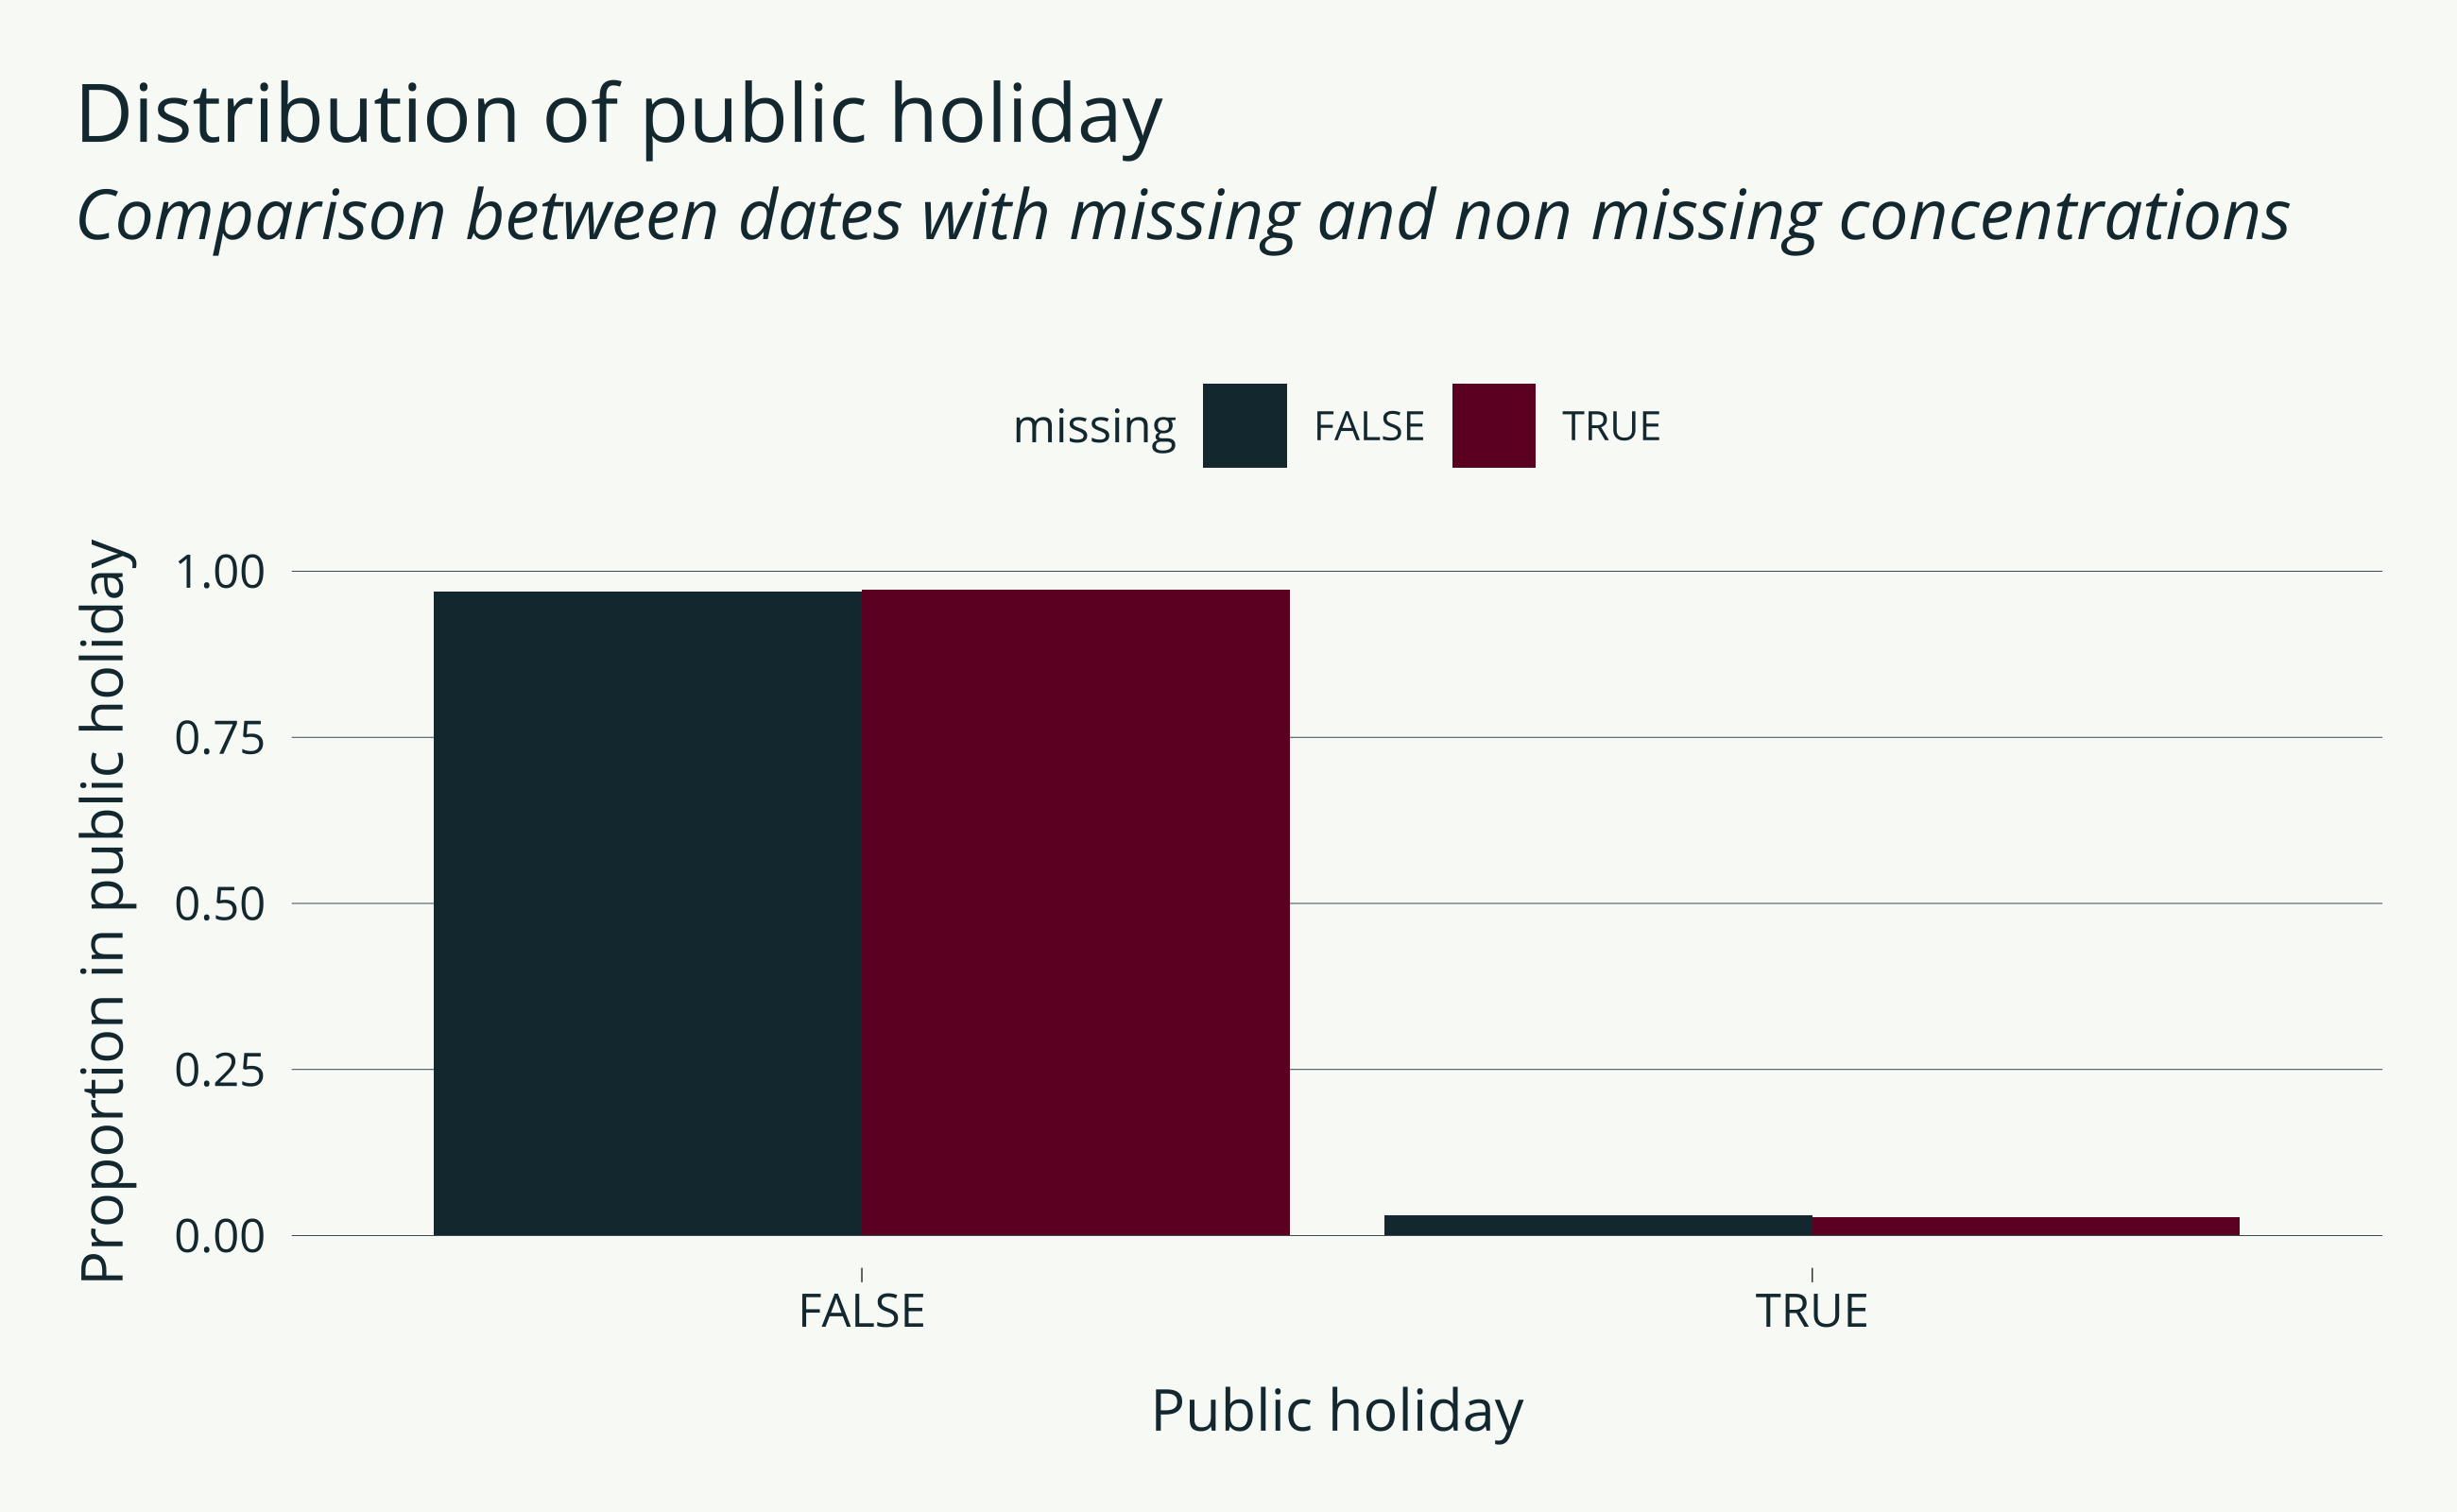 Distribution of public holiday
Comparison between dates with missing and non missing concentrations
missing FALSE TRUE
Proportion in public holiday
1.00
0.75
0.50
0.25
0.00
FALSE TRUE
Public holiday